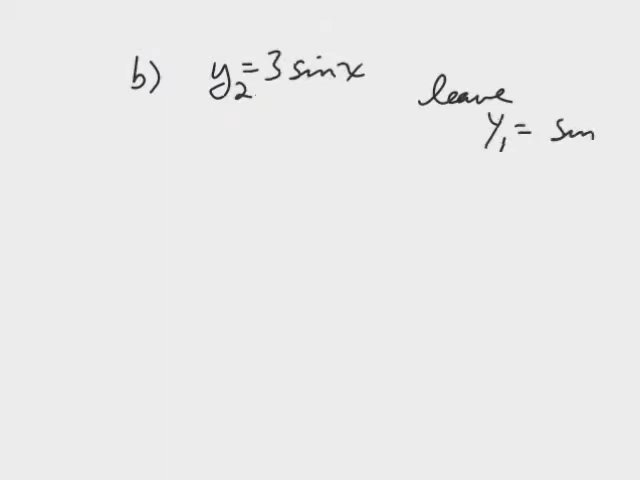 b) y₂ = 3 sin x
leave
y₁ = sin